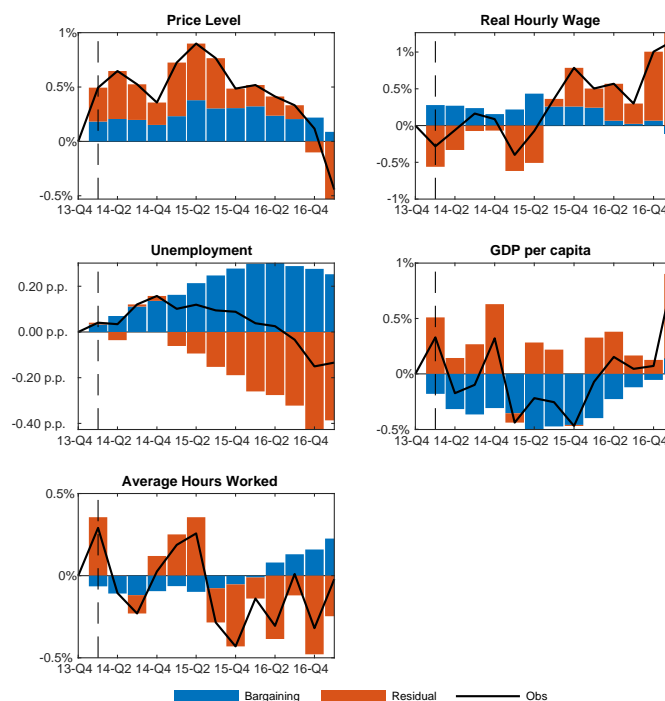 Price Level
1%
0.5%
0%
-0.5%
13-Q4 14-Q2 14-Q4 15-Q2 15-Q4 16-Q2 16-Q4
Real Hourly Wage
1%
0.5%
0%
-0.5%
-1%
13-Q4 14-Q2 14-Q4 15-Q2 15-Q4 16-Q2 16-Q4
Unemployment
0.20 p.p.
0.00 p.p.
-0.20 p.p.
-0.40 p.p.
13-Q4 14-Q2 14-Q4 15-Q2 15-Q4 16-Q2 16-Q4
GDP per capita
1%
0.5%
0%
-0.5%
13-Q4 14-Q2 14-Q4 15-Q2 15-Q4 16-Q2 16-Q4
Average Hours Worked
0.5%
0%
-0.5%
13-Q4 14-Q2 14-Q4 15-Q2 15-Q4 16-Q2 16-Q4
Bargaining Residual Obs